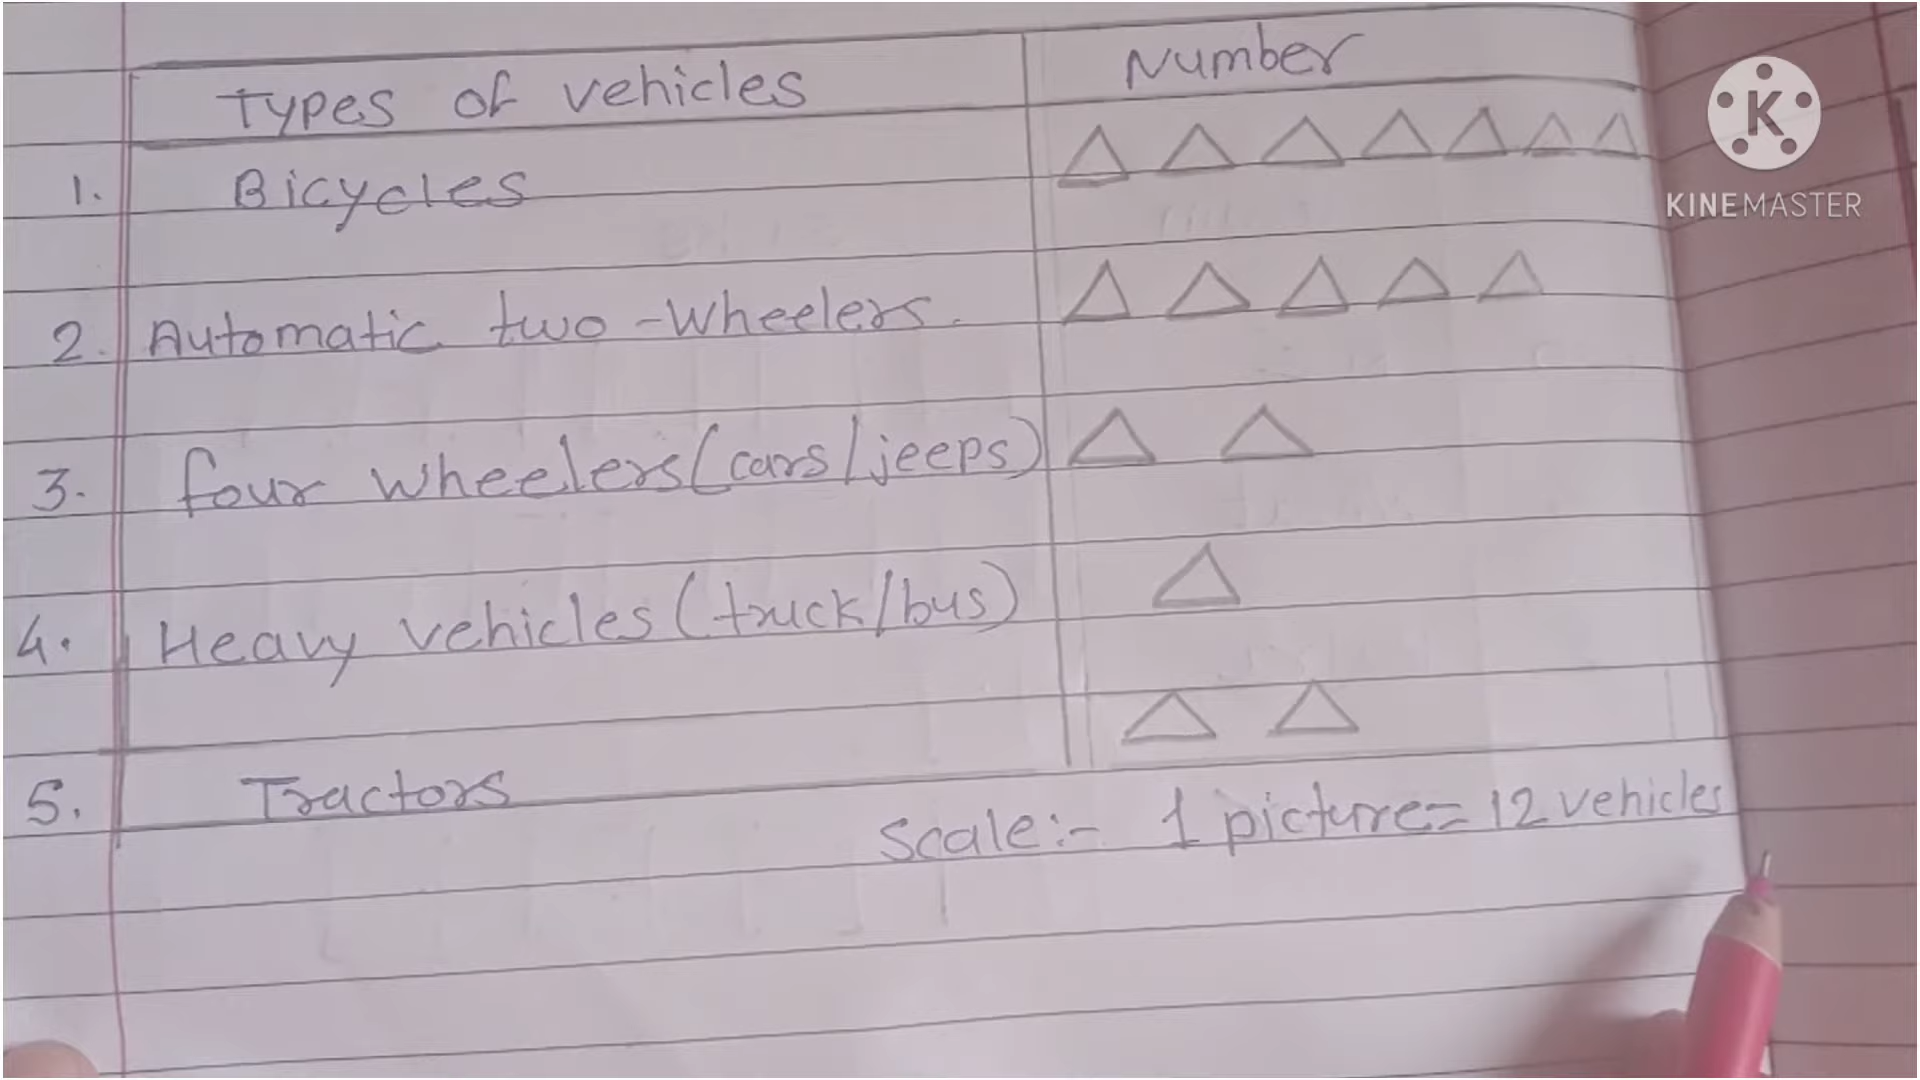 Types of vehicles Number
1. Bicycles
2. Automatic two-wheelers.
3. four wheelers(cars/jeeps)
4. Heavy vehicles(truck/bus)
5. Tractors
Scale:- 1 picture=12 vehicles
K
KINEMASTER